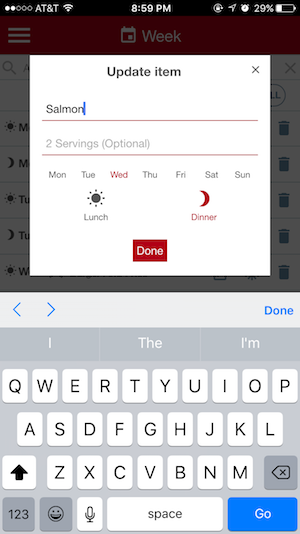 AT&T 8:59 PM 29%
Week
Update item
Salmon
2 Servings (Optional)
Mon Tue Wed Thu Fri Sat Sun
Lunch Dinner
Done
Done
I The I'm
Q W E R T Y U I O P
A S D F G H J K L
Z X C V B N M
123 space Go